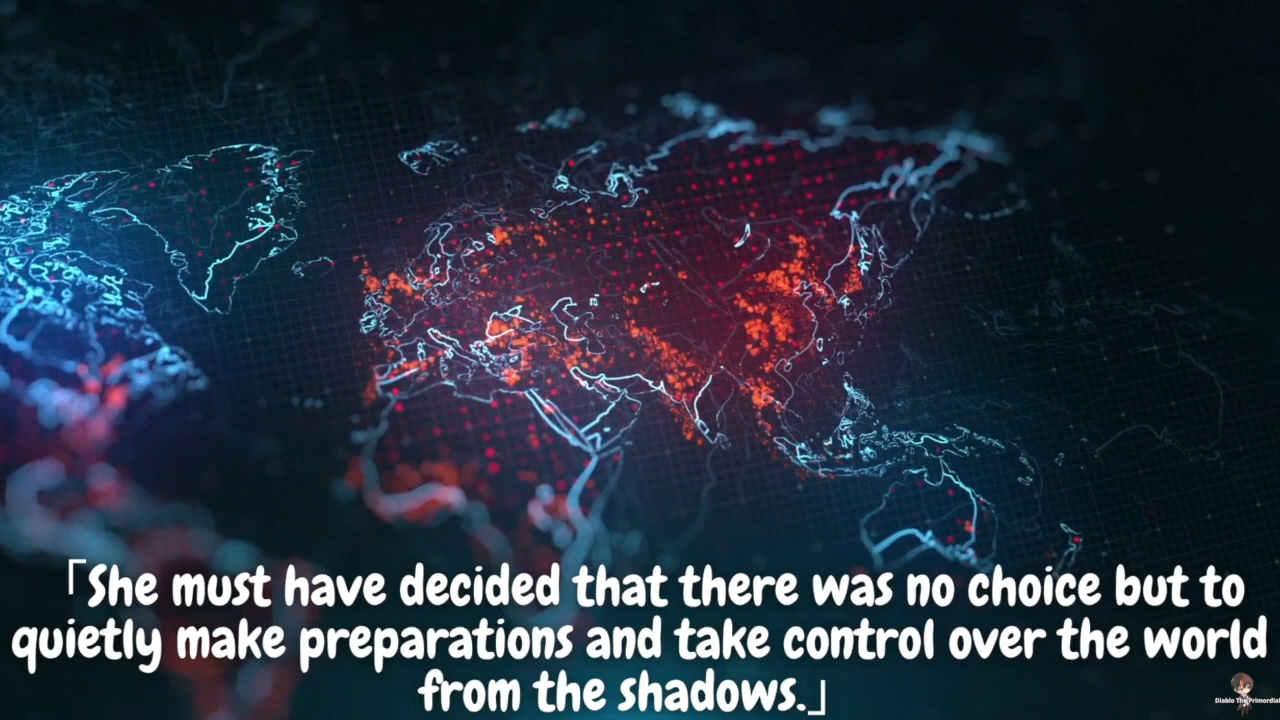 「She must have decided that there was no choice but to
quietly make preparations and take control over the world
from the shadows.」
Diablo The Primordial